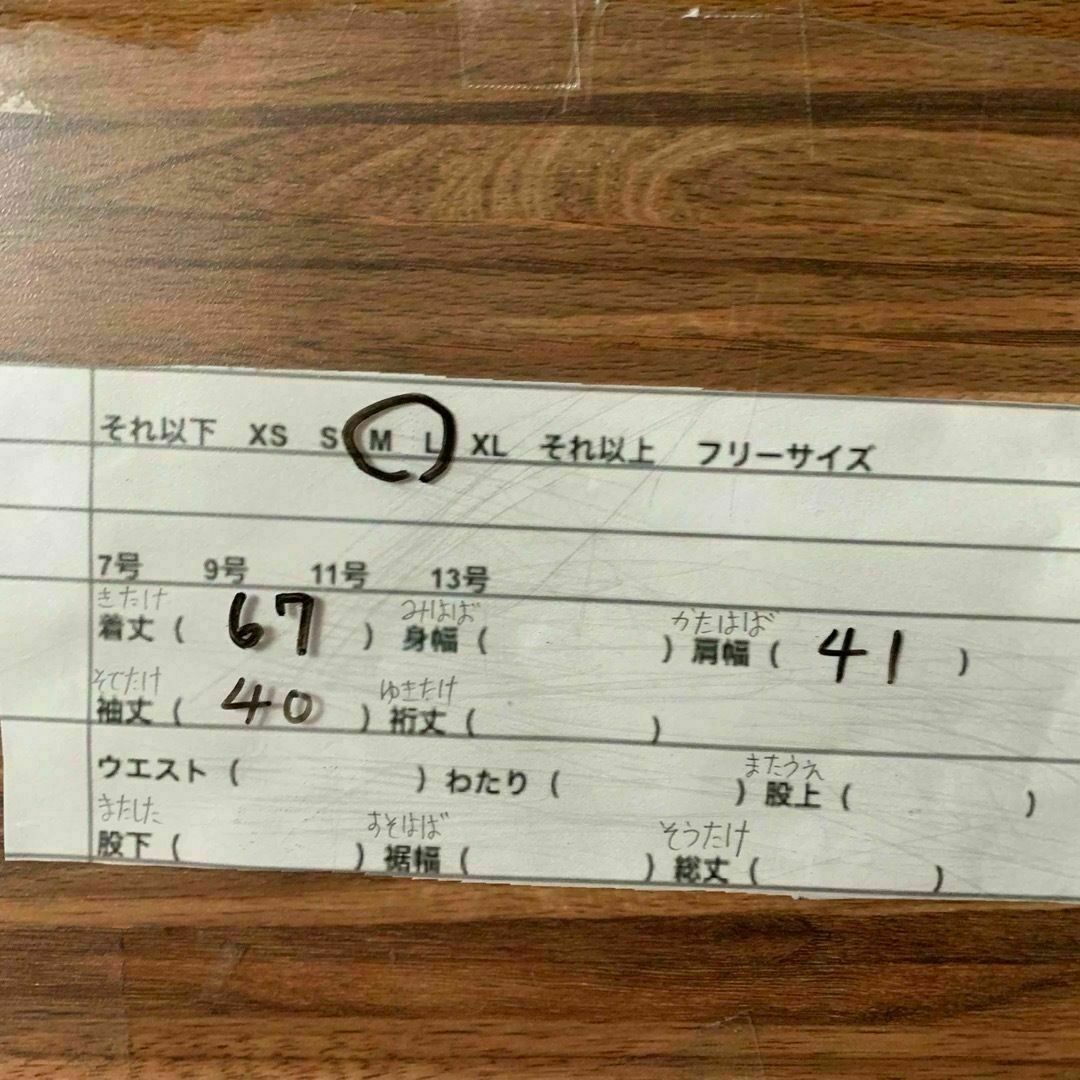 それ以下 XS S M L XL それ以上 フリーサイズ
7号 9号 11号 13号
きたけ みはば かたはば
着丈 ( 67 ) 身幅 ( ) 肩幅 ( 41 )
そでたけ ゆきたけ
袖丈 ( 40 ) 裄丈 ( )
またうえ
ウエスト ( ) わたり ( ) 股上 ( )
またした すそはば そうたけ
股下 ( ) 裾幅 ( ) 総丈 ( )